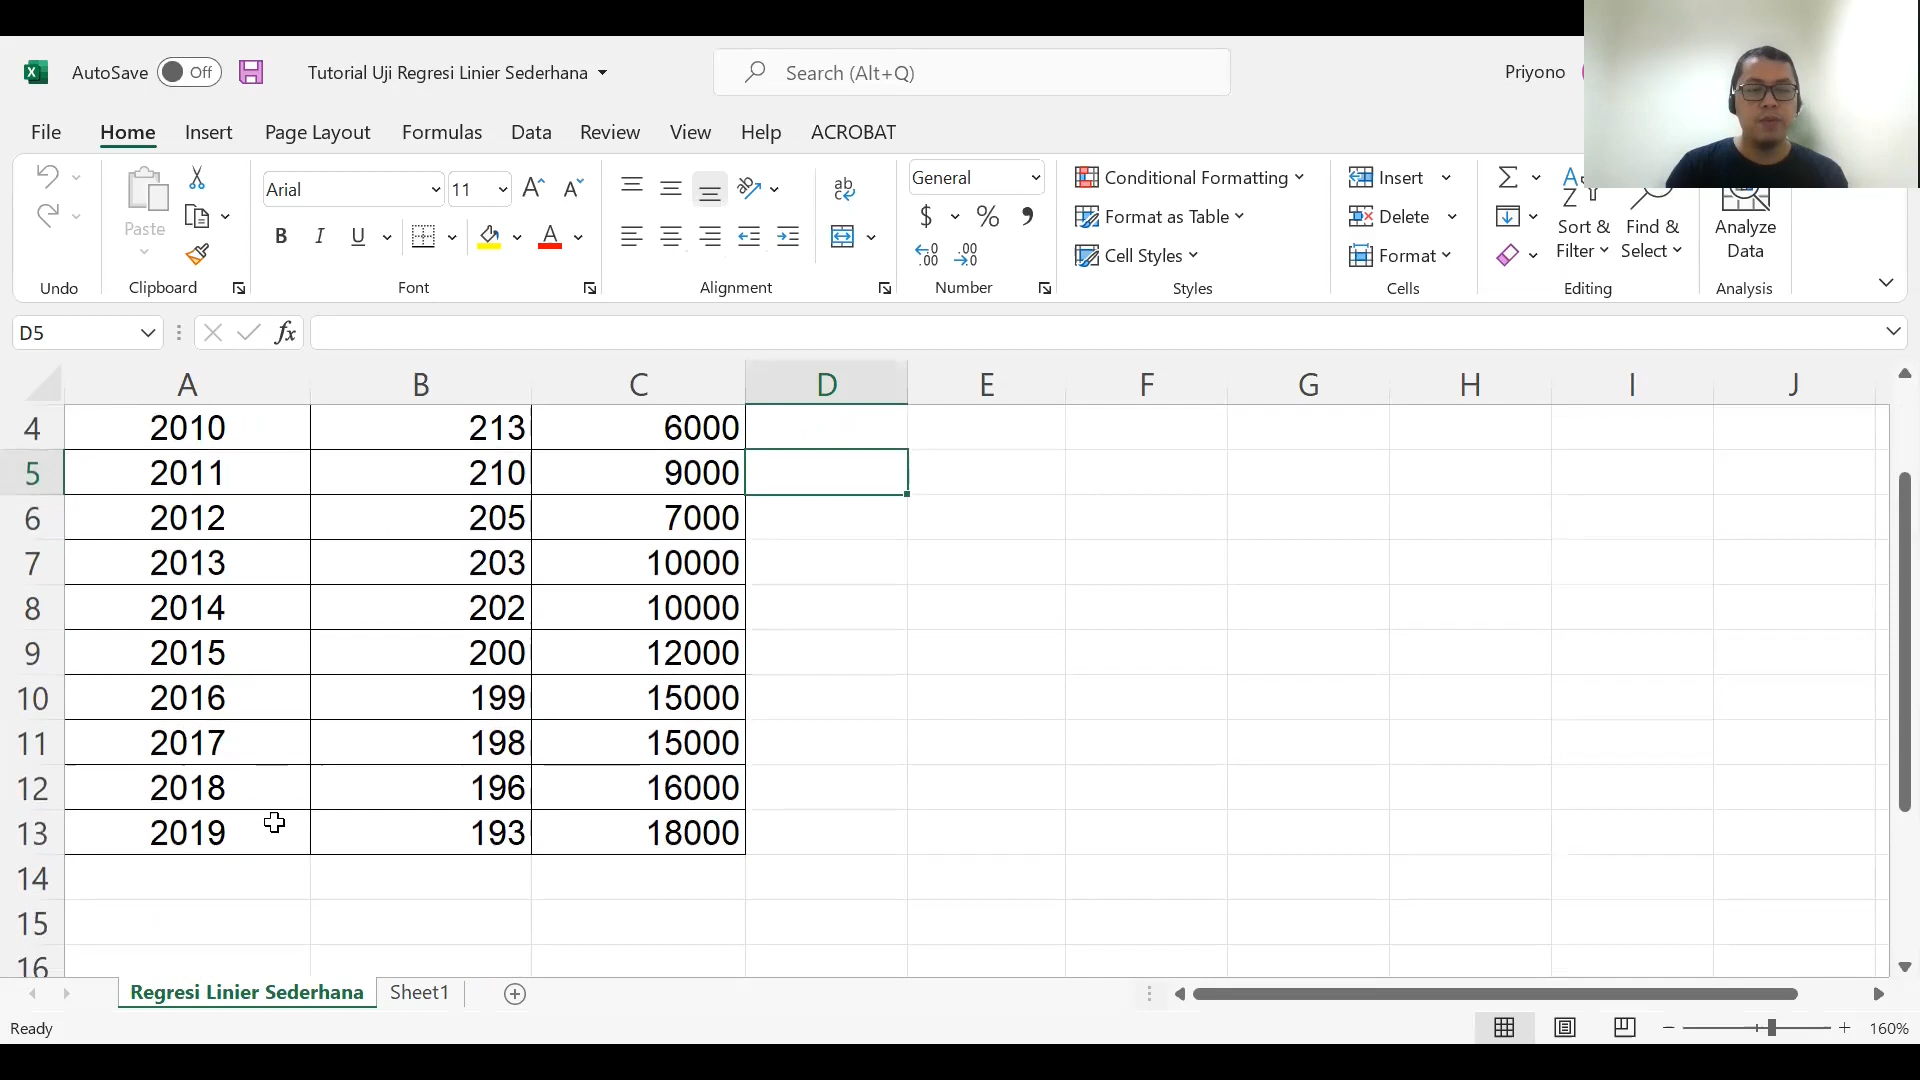 AutoSave Off Tutorial Uji Regresi Linier Sederhana Search (Alt+Q) Priyono
File Home Insert Page Layout Formulas Data Review View Help ACROBAT
Paste
Arial 11
A A
B I U A
ab
c
General
$ % ,
.00 .0
.00
.0
Conditional Formatting
Format as Table
Cell Styles
Insert
Delete
Format
Sort &
Filter
Find &
Select
Analyze
Data
Undo Clipboard Font Alignment Number Styles Cells Editing Analysis
D5 fx
A B C D E F G H I J
4 2010 213 6000
5 2011 210 9000
6 2012 205 7000
7 2013 203 10000
8 2014 202 10000
9 2015 200 12000
10 2016 199 15000
11 2017 198 15000
12 2018 196 16000
13 2019 193 18000
14
15
16
Regresi Linier Sederhana Sheet1
Ready 160%